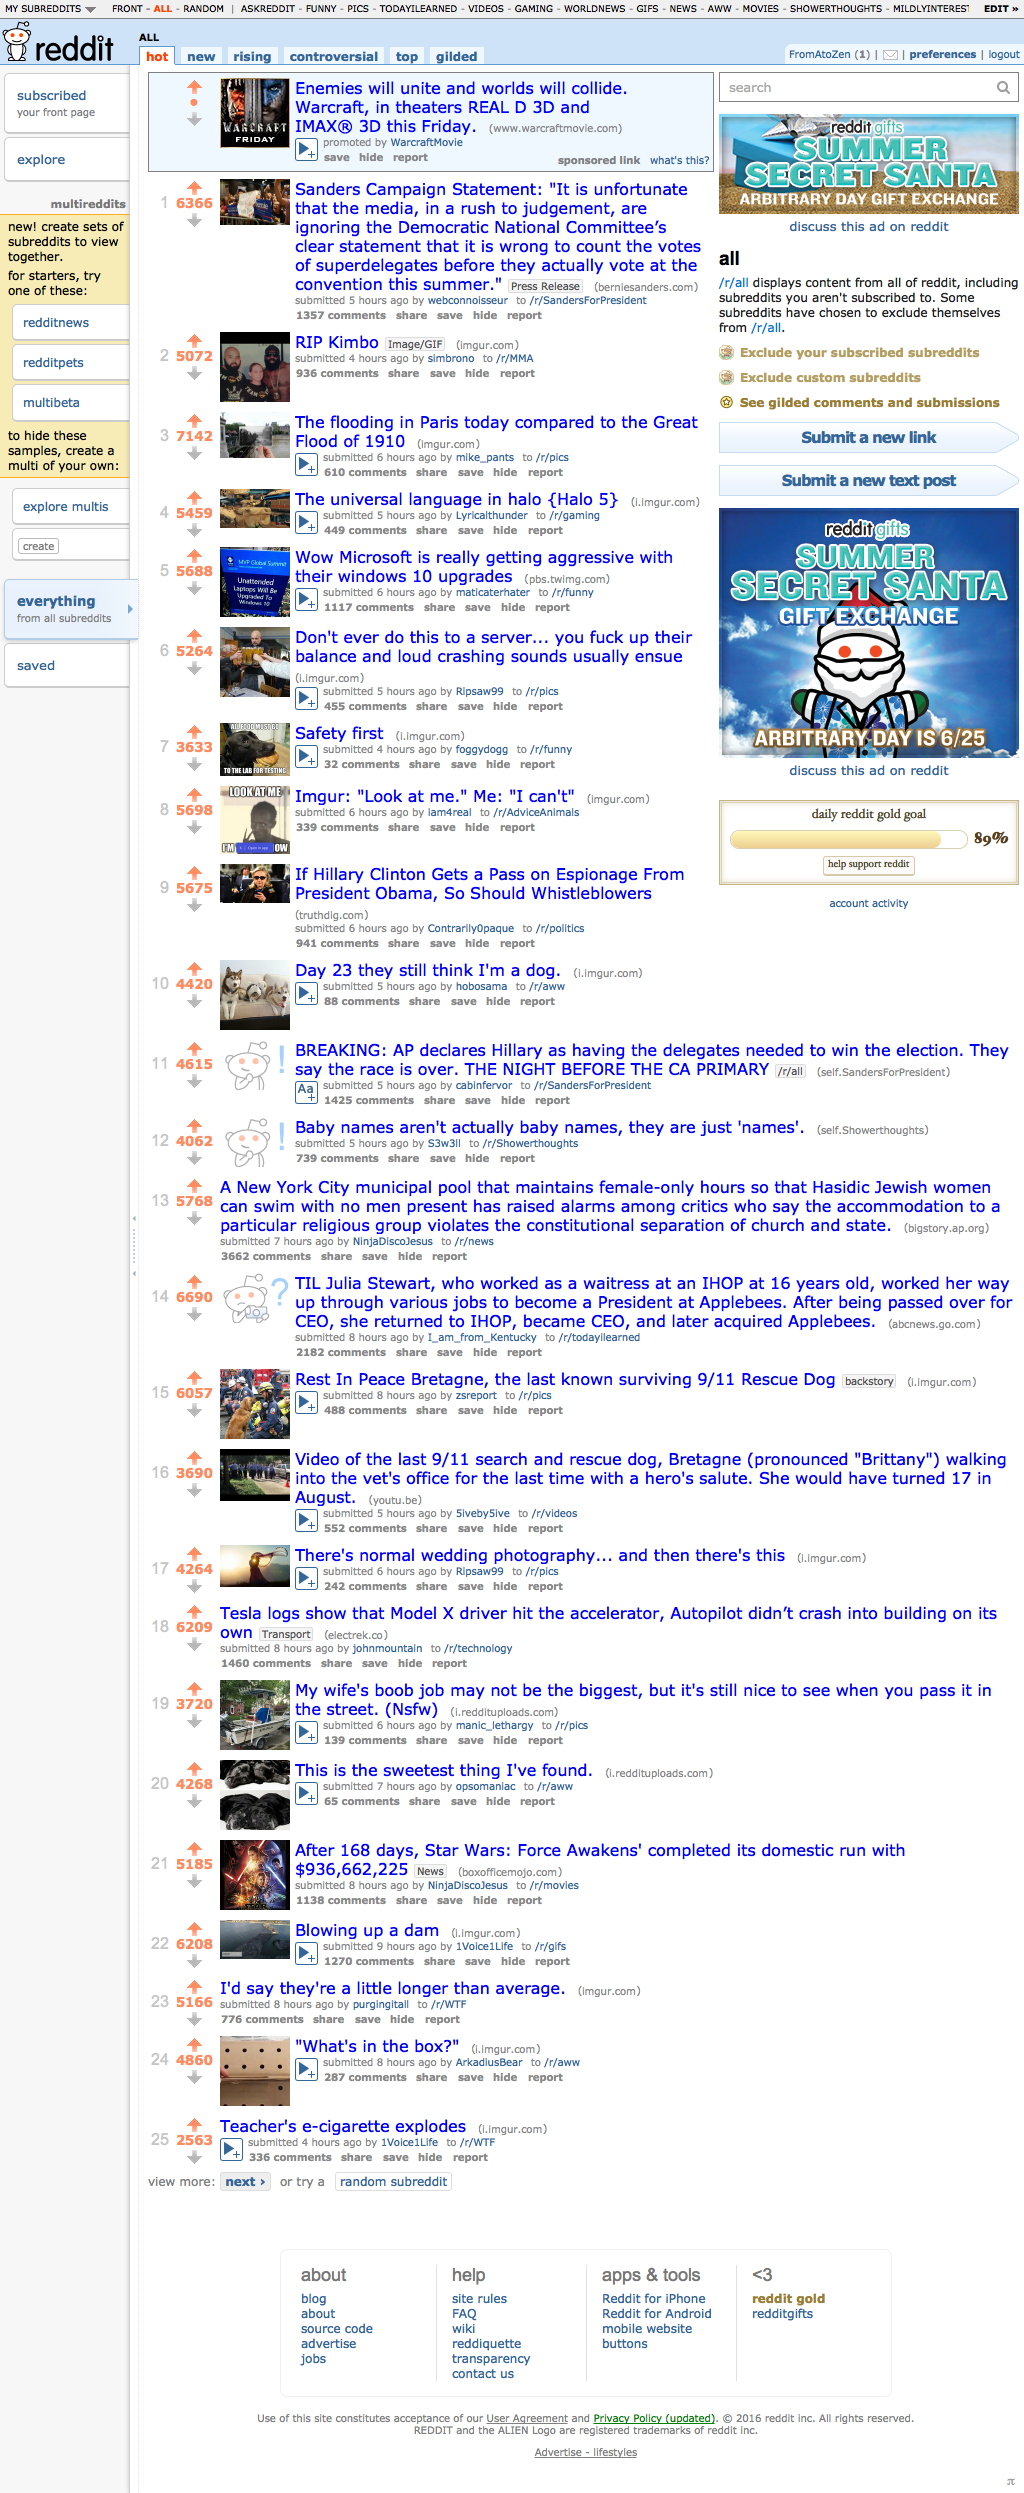 MY SUBREDDITS FRONT - ALL - RANDOM | ASKREDDIT - FUNNY - PICS - TODAYILEARNED - VIDEOS - GAMING - WORLDNEWS - GIFS - NEWS - AWW - MOVIES - SHOWERTHOUGHTS - MILDLYINTEREST EDIT »
reddit ALL
hot new rising controversial top gilded
FromAtoZen (1) | | preferences | logout
subscribed
your front page
explore
multireddits
new! create sets of
subreddits to view
together.
for starters, try
one of these:
redditnews
redditpets
multibeta
to hide these
samples, create a
multi of your own:
explore multis
create
everything
from all subreddits
saved
WARCRAFT
FRIDAY
Enemies will unite and worlds will collide.
Warcraft, in theaters REAL D 3D and
IMAX® 3D this Friday. (www.warcraftmovie.com)
promoted by WarcraftMovie
save hide report
sponsored link what's this?
1 6366
Sanders Campaign Statement: "It is unfortunate
that the media, in a rush to judgement, are
ignoring the Democratic National Committee's
clear statement that it is wrong to count the votes
of superdelegates before they actually vote at the
convention this summer." Press Release (berniesanders.com)
submitted 5 hours ago by webconnoisseur to /r/SandersForPresident
1357 comments share save hide report
2 5072
RIP Kimbo Image/GIF (imgur.com)
submitted 4 hours ago by simbrono to /r/MMA
936 comments share save hide report
3 7142
The flooding in Paris today compared to the Great
Flood of 1910 (imgur.com)
submitted 6 hours ago by mike_pants to /r/pics
610 comments share save hide report
4 5459
The universal language in halo {Halo 5} (i.imgur.com)
submitted 5 hours ago by Lyricalthunder to /r/gaming
449 comments share save hide report
5 5688
MVP Global Summit
Unattended
Laptops Will Be
Upgraded To
Windows 10
Wow Microsoft is really getting aggressive with
their windows 10 upgrades (pbs.twimg.com)
submitted 6 hours ago by maticaterhater to /r/funny
1117 comments share save hide report
6 5264
Don't ever do this to a server... you fuck up their
balance and loud crashing sounds usually ensue
(i.imgur.com)
submitted 5 hours ago by Ripsaw99 to /r/pics
455 comments share save hide report
7 3633
ALL FOOD MUST GO
TO THE LAB FOR TESTING
Safety first (i.imgur.com)
submitted 4 hours ago by foggydogg to /r/funny
32 comments share save hide report
8 5698
LOOK AT ME
I'M OW
Imgur: "Look at me." Me: "I can't" (imgur.com)
submitted 6 hours ago by iam4real to /r/AdviceAnimals
339 comments share save hide report
9 5675
If Hillary Clinton Gets a Pass on Espionage From
President Obama, So Should Whistleblowers
(truthdig.com)
submitted 6 hours ago by ContrarilyOpaque to /r/politics
941 comments share save hide report
10 4420
Day 23 they still think I'm a dog. (i.imgur.com)
submitted 5 hours ago by hobosama to /r/aww
88 comments share save hide report
11 4615
BREAKING: AP declares Hillary as having the delegates needed to win the election. They
say the race is over. THE NIGHT BEFORE THE CA PRIMARY /r/all (self.SandersForPresident)
Aa
submitted 5 hours ago by cabinfervor to /r/SandersForPresident
1425 comments share save hide report
12 4062
Baby names aren't actually baby names, they are just 'names'. (self.Showerthoughts)
submitted 5 hours ago by S3w3ll to /r/Showerthoughts
739 comments share save hide report
13 5768
A New York City municipal pool that maintains female-only hours so that Hasidic Jewish women
can swim with no men present has raised alarms among critics who say the accommodation to a
particular religious group violates the constitutional separation of church and state. (bigstory.ap.org)
submitted 7 hours ago by NinjaDiscoJesus to /r/news
3662 comments share save hide report
14 6690
TIL Julia Stewart, who worked as a waitress at an IHOP at 16 years old, worked her way
up through various jobs to become a President at Applebees. After being passed over for
CEO, she returned to IHOP, became CEO, and later acquired Applebees. (abcnews.go.com)
submitted 8 hours ago by I_am_from_Kentucky to /r/todayilearned
2182 comments share save hide report
15 6057
Rest In Peace Bretagne, the last known surviving 9/11 Rescue Dog backstory (i.imgur.com)
submitted 8 hours ago by zsreport to /r/pics
488 comments share save hide report
16 3690
Video of the last 9/11 search and rescue dog, Bretagne (pronounced "Brittany") walking
into the vet's office for the last time with a hero's salute. She would have turned 17 in
August. (youtu.be)
submitted 5 hours ago by 5iveby5ive to /r/videos
552 comments share save hide report
17 4264
There's normal wedding photography... and then there's this (i.imgur.com)
submitted 6 hours ago by Ripsaw99 to /r/pics
242 comments share save hide report
18 6209
Tesla logs show that Model X driver hit the accelerator, Autopilot didn't crash into building on its
own Transport (electrek.co)
submitted 8 hours ago by johnmountain to /r/technology
1460 comments share save hide report
19 3720
My wife's boob job may not be the biggest, but it's still nice to see when you pass it in
the street. (Nsfw) (i.reddituploads.com)
submitted 6 hours ago by manic_lethargy to /r/pics
139 comments share save hide report
20 4268
This is the sweetest thing I've found. (i.reddituploads.com)
submitted 7 hours ago by opsomaniac to /r/aww
65 comments share save hide report
21 5185
After 168 days, Star Wars: Force Awakens' completed its domestic run with
$936,662,225 News (boxofficemojo.com)
submitted 8 hours ago by NinjaDiscoJesus to /r/movies
1138 comments share save hide report
22 6208
Blowing up a dam (i.imgur.com)
submitted 9 hours ago by 1Voice1Life to /r/gifs
1270 comments share save hide report
23 5166
I'd say they're a little longer than average. (imgur.com)
submitted 8 hours ago by purgingitall to /r/WTF
776 comments share save hide report
24 4860
"What's in the box?" (i.imgur.com)
submitted 8 hours ago by ArkadiusBear to /r/aww
287 comments share save hide report
25 2563
Teacher's e-cigarette explodes (i.imgur.com)
submitted 4 hours ago by 1Voice1Life to /r/WTF
336 comments share save hide report
view more: next › or try a random subreddit
search
redditgifts
SUMMER
SECRET SANTA
ARBITRARY DAY GIFT EXCHANGE
discuss this ad on reddit
all
/r/all displays content from all of reddit, including
subreddits you aren't subscribed to. Some
subreddits have chosen to exclude themselves
from /r/all.
Exclude your subscribed subreddits
Exclude custom subreddits
See gilded comments and submissions
Submit a new link
Submit a new text post
redditgifts
SUMMER
SECRET SANTA
GIFT EXCHANGE
ARBITRARY DAY IS 6/25
discuss this ad on reddit
daily reddit gold goal
89%
help support reddit
account activity
about
blog
about
source code
advertise
jobs
help
site rules
FAQ
wiki
reddiquette
transparency
contact us
apps & tools
Reddit for iPhone
Reddit for Android
mobile website
buttons
<3
reddit gold
redditgifts
Use of this site constitutes acceptance of our User Agreement and Privacy Policy (updated). © 2016 reddit inc. All rights reserved.
REDDIT and the ALIEN Logo are registered trademarks of reddit inc.
Advertise - lifestyles
π